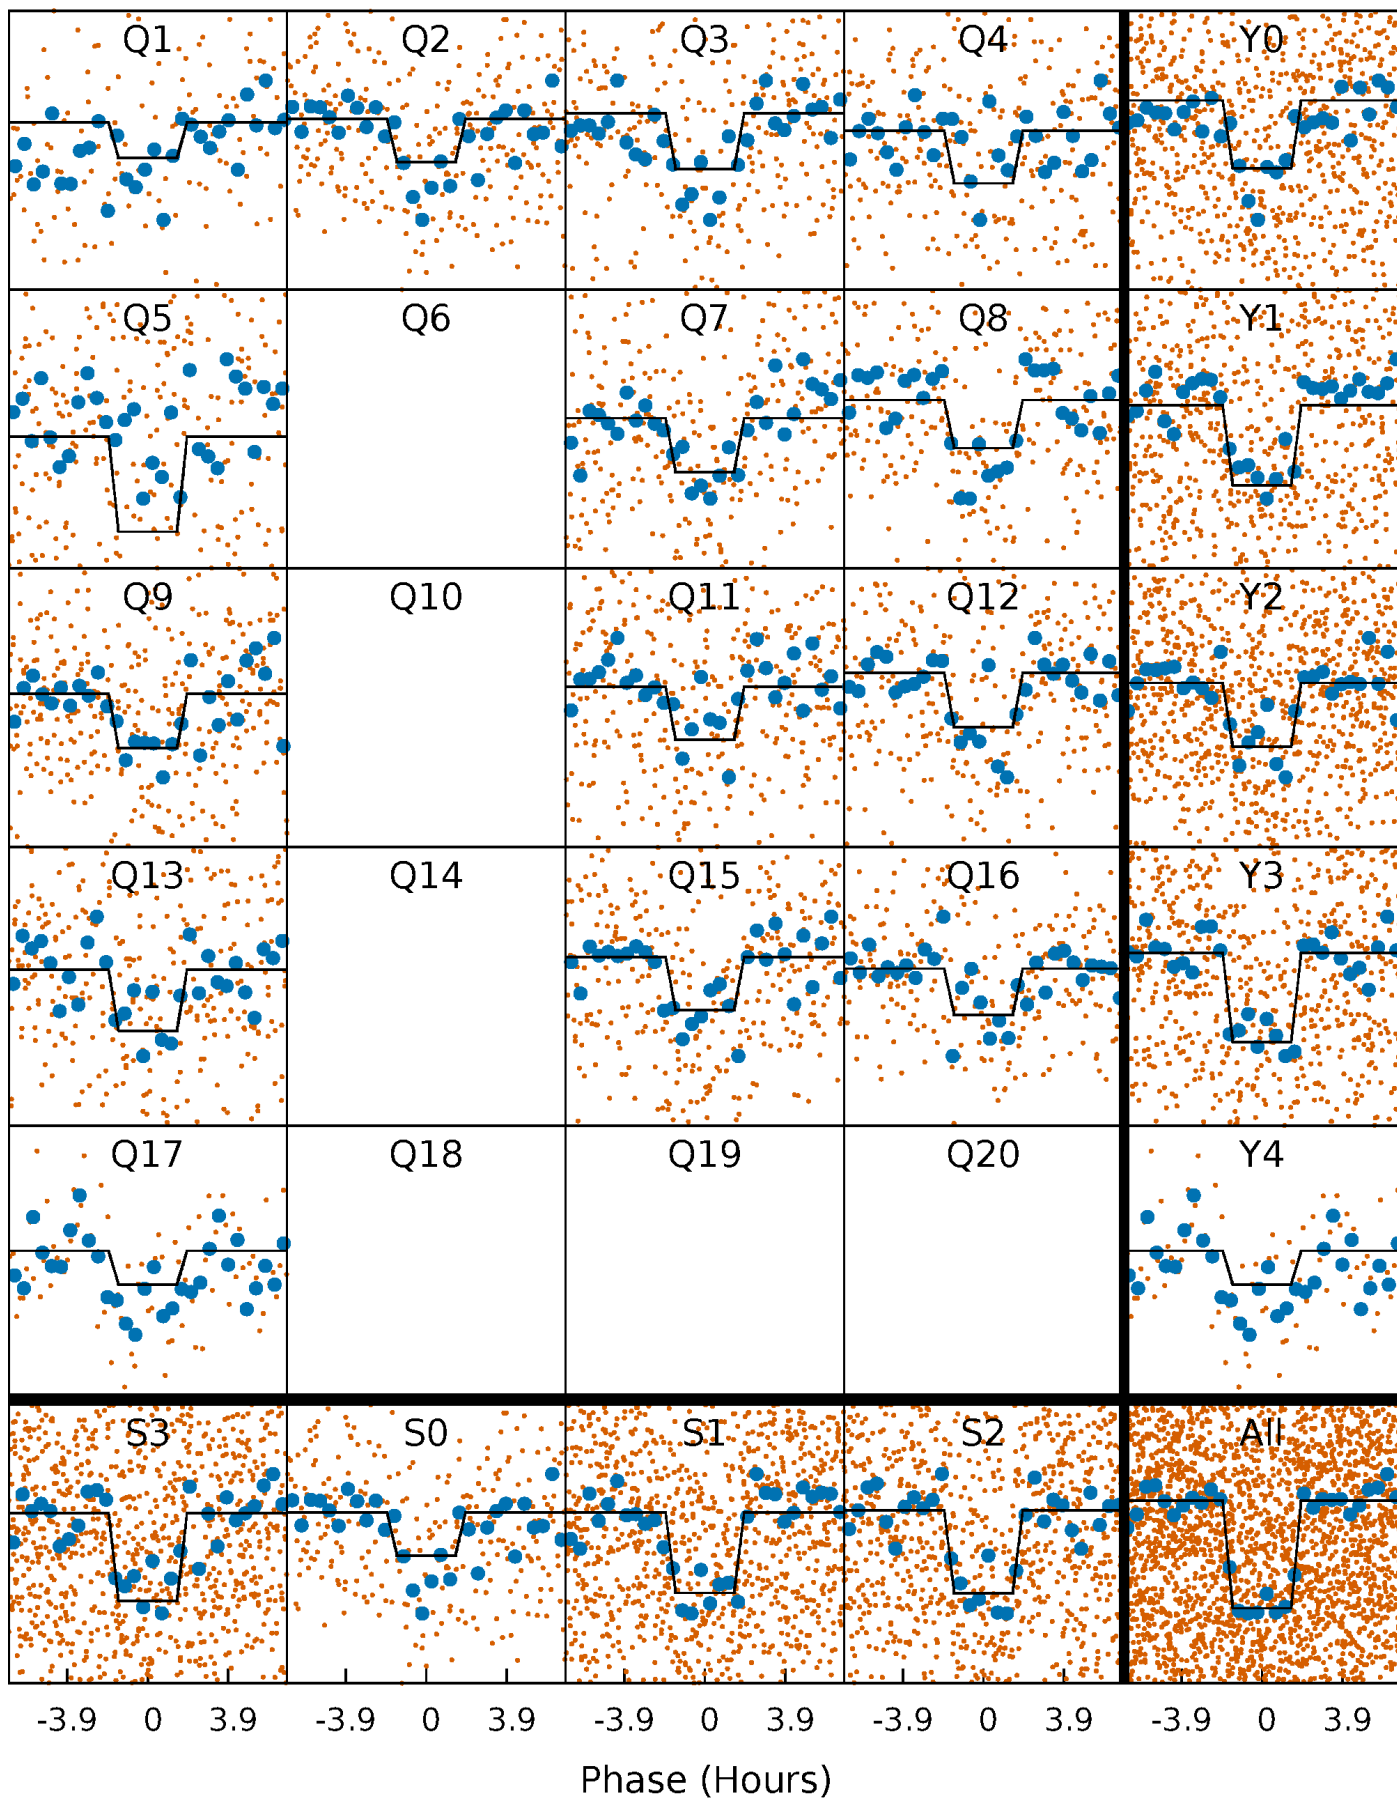 Q1 Q2 Q3 Q4 Y0
Q5 Q6 Q7 Q8 Y1
Q9 Q10 Q11 Q12 Y2
Q13 Q14 Q15 Q16 Y3
Q17 Q18 Q19 Q20 Y4
S3 S0 S1 S2 All
-3.9 0 3.9 -3.9 0 3.9 -3.9 0 3.9 -3.9 0 3.9 -3.9 0 3.9
Phase (Hours)